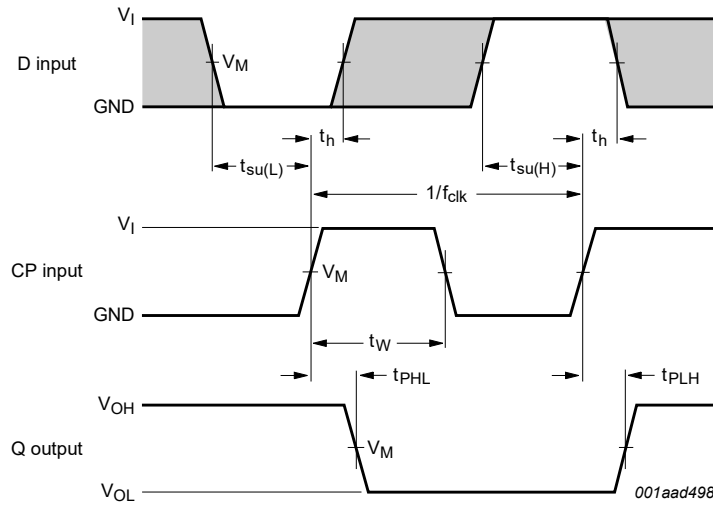 V_I
D input
V_M
GND
t_h
t_h
t_su(L)
t_su(H)
1/f_clk
V_I
CP input
V_M
GND
t_W
t_PHL
t_PLH
V_OH
Q output
V_M
V_OL
001aad498